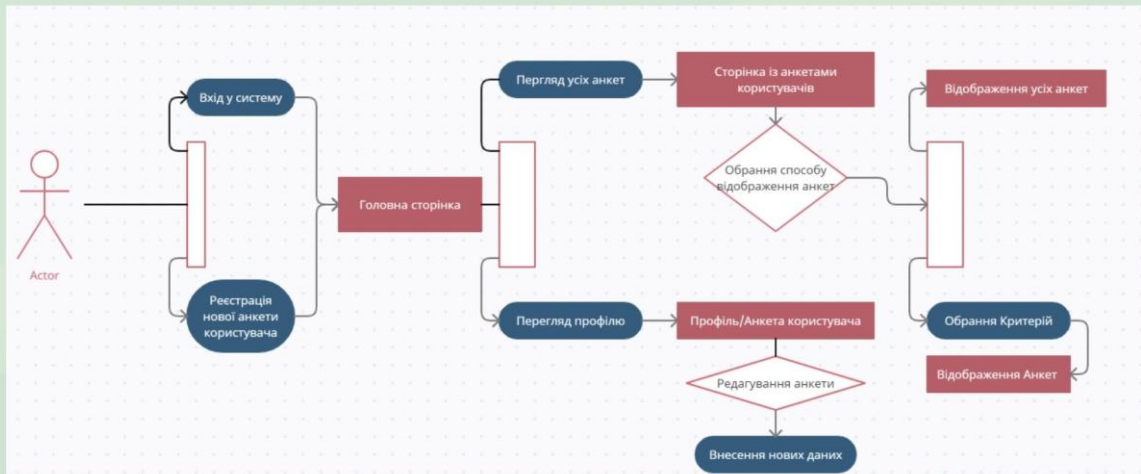 Actor
Вхід у систему
Реєстрація
нової анкети
користувача
Головна сторінка
Пергляд усіх анкет
Сторінка із анкетами
користувачів
Обрання способу
відображення анкет
Відображення усіх анкет
Обрання Критерій
Відображення Анкет
Перегляд профілю
Профіль/Анкета користувача
Редагування анкети
Внесення нових даних